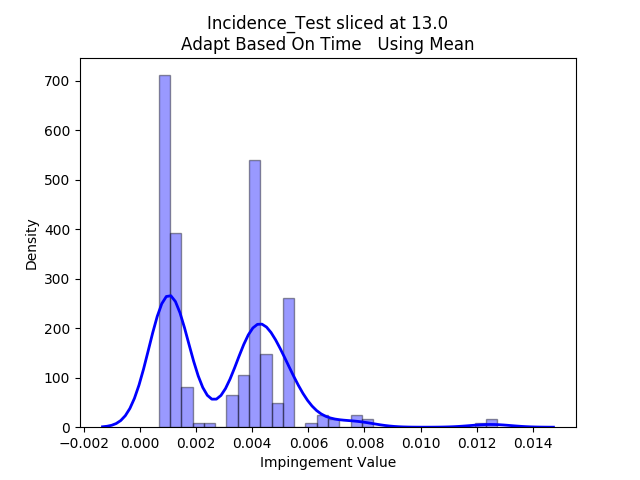 Incidence_Test sliced at 13.0
Adapt Based On Time   Using Mean
700
600
500
400
300
200
100
0
Density
−0.002 0.000 0.002 0.004 0.006 0.008 0.010 0.012 0.014
Impingement Value